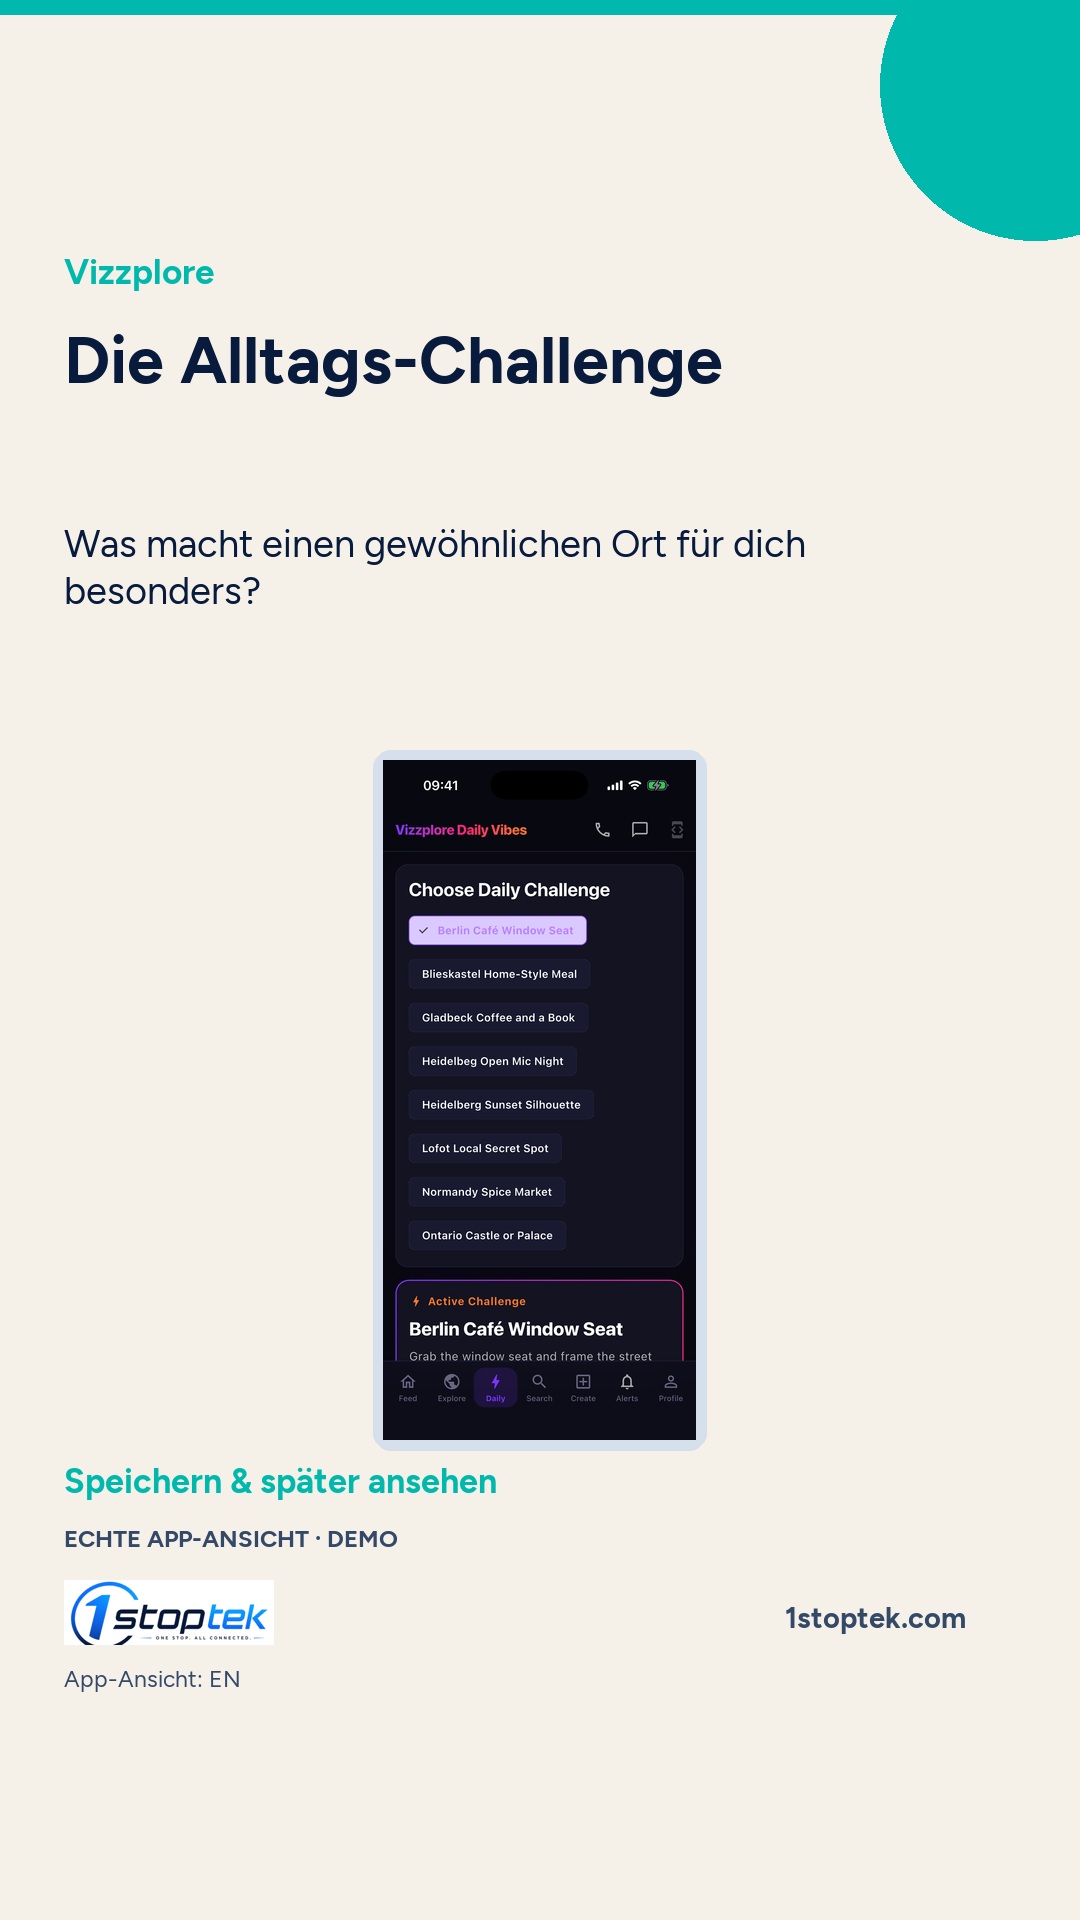 Vizzplore
Die Alltags-Challenge
Was macht einen gewöhnlichen Ort für dich
besonders?
09:41
Vizzplore Daily Vibes
Choose Daily Challenge
Berlin Café Window Seat
Blieskastel Home-Style Meal
Gladbeck Coffee and a Book
Heidelbeg Open Mic Night
Heidelberg Sunset Silhouette
Lofot Local Secret Spot
Normandy Spice Market
Ontario Castle or Palace
Active Challenge
Berlin Café Window Seat
Grab the window seat and frame the street
Feed Explore Daily Search Create Alerts Profile
Speichern & später ansehen
ECHTE APP-ANSICHT · DEMO
1stoptek
ONE STOP. ALL CONNECTED.
1stoptek.com
App-Ansicht: EN